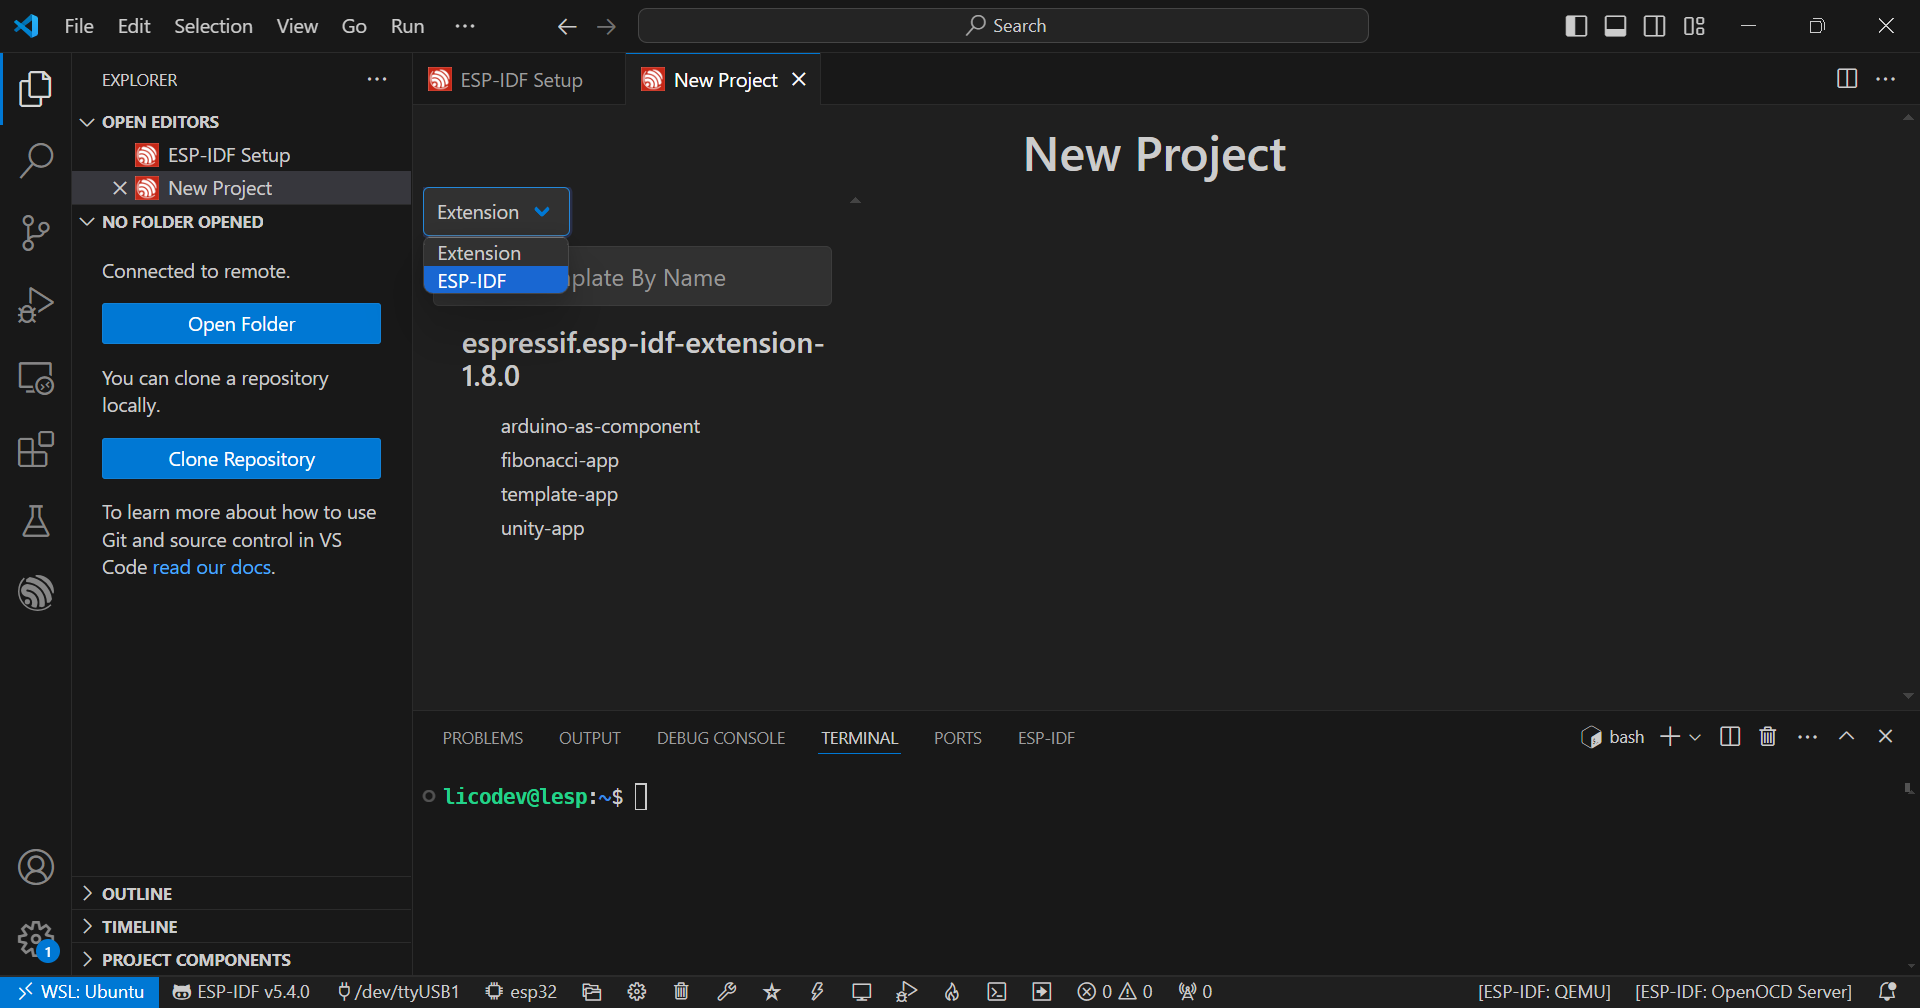 File Edit Selection View Go Run ···
Search
EXPLORER
OPEN EDITORS
ESP-IDF Setup
New Project
NO FOLDER OPENED
Connected to remote.
Open Folder
You can clone a repository
locally.
Clone Repository
To learn more about how to use
Git and source control in VS
Code read our docs.
OUTLINE
TIMELINE
PROJECT COMPONENTS
1
ESP-IDF Setup
New Project
New Project
Extension
Extension
ESP-IDF
plate By Name
espressif.esp-idf-extension-
1.8.0
arduino-as-component
fibonacci-app
template-app
unity-app
PROBLEMS OUTPUT DEBUG CONSOLE TERMINAL PORTS ESP-IDF
bash
licodev@lesp:~$
WSL: Ubuntu ESP-IDF v5.4.0 /dev/ttyUSB1 esp32 0 0 0 [ESP-IDF: QEMU] [ESP-IDF: OpenOCD Server]